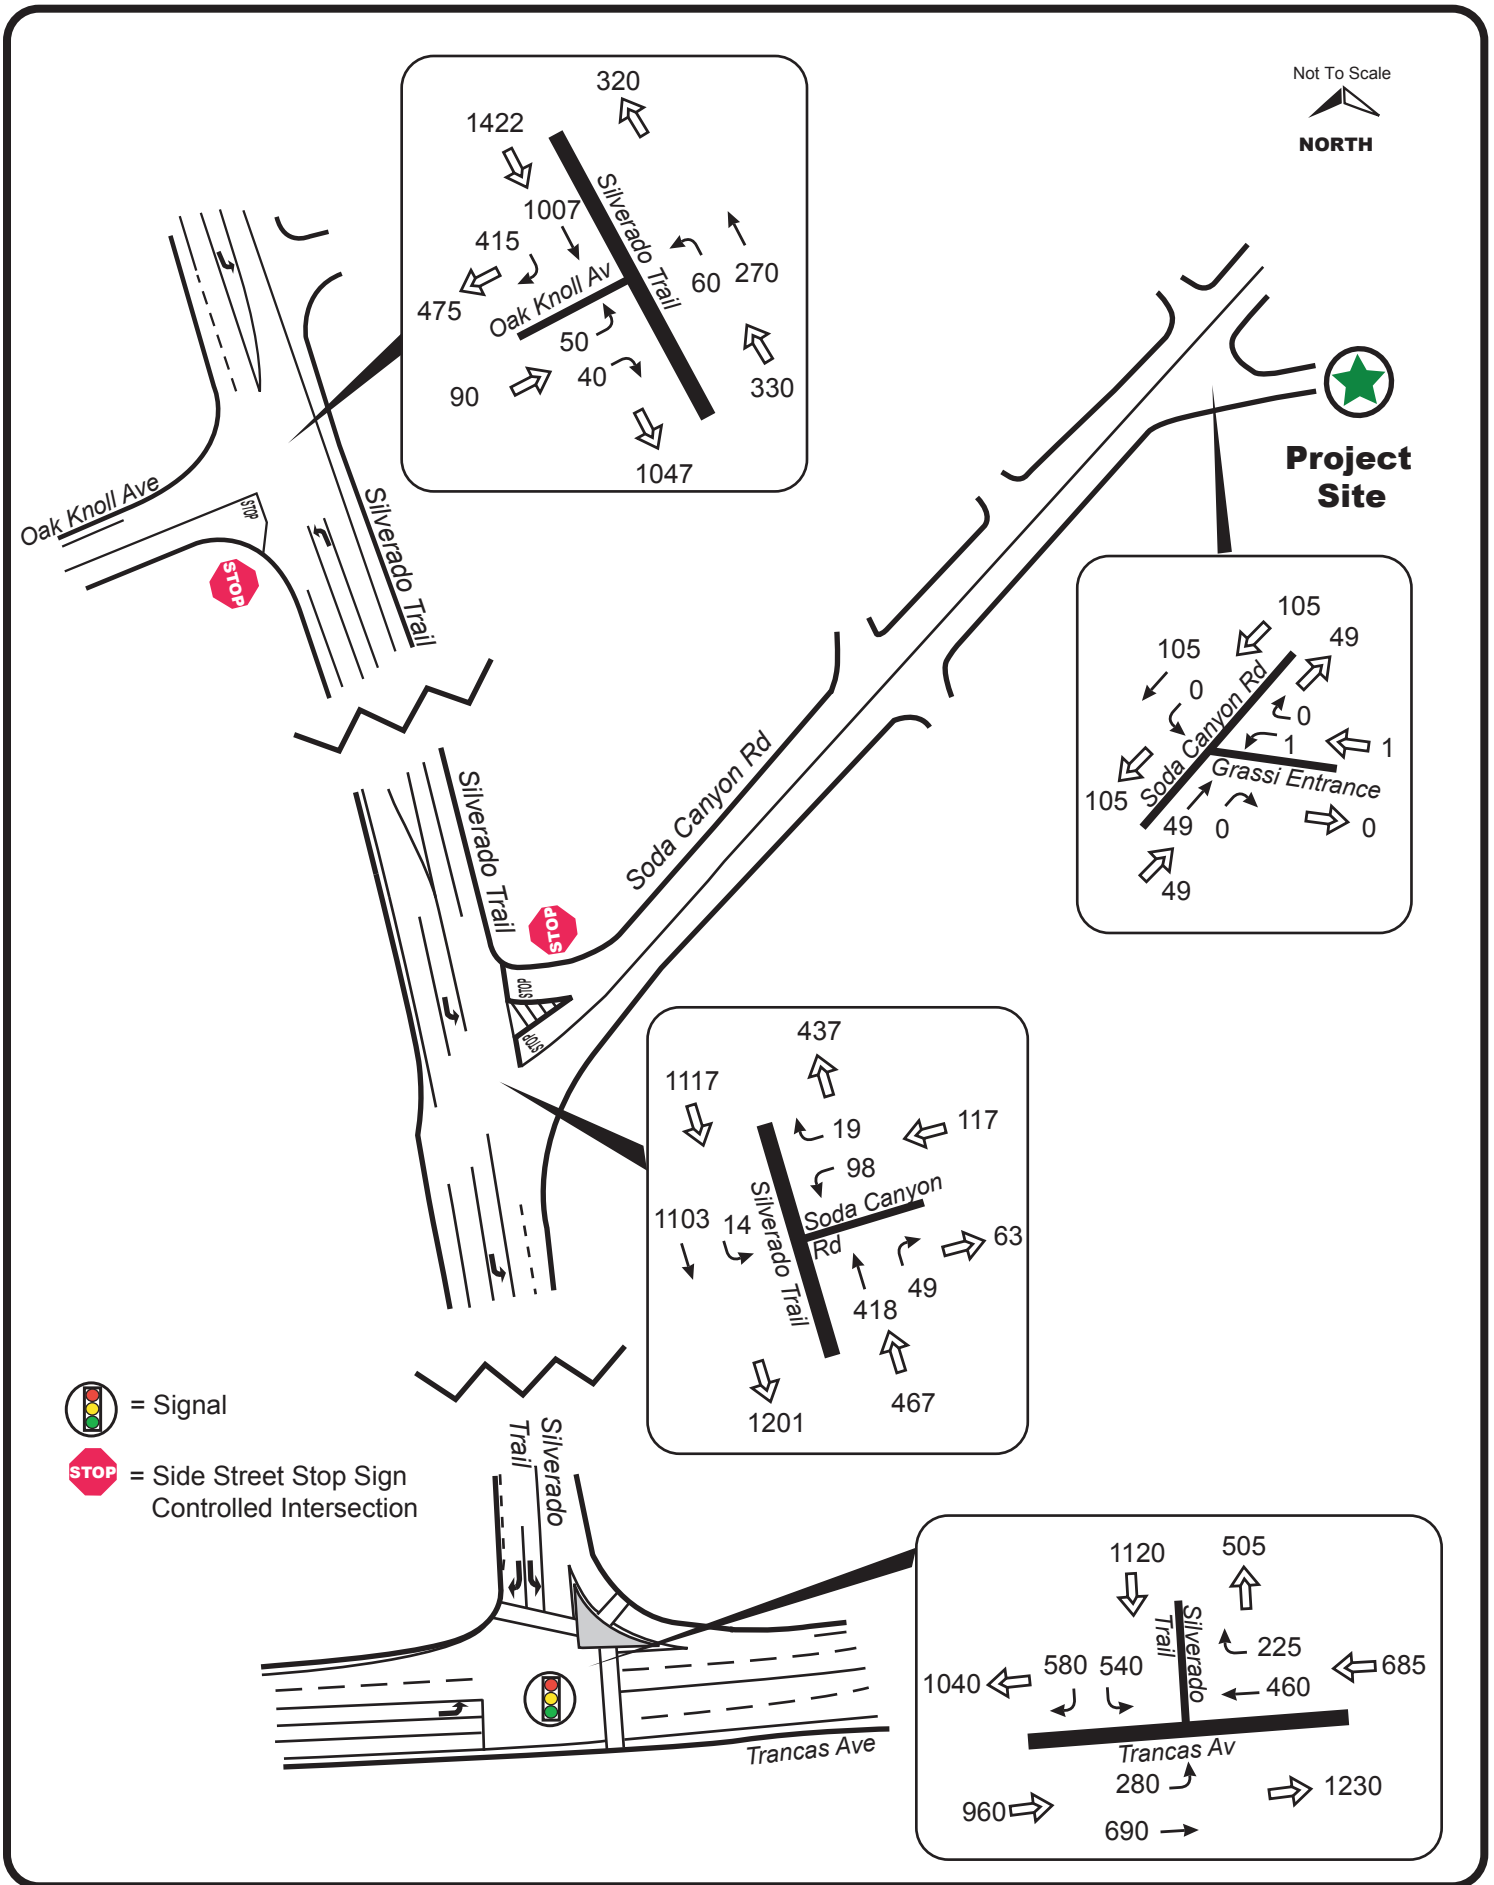 Not To Scale
NORTH
320
1422
Silverado Trail
1007
415
475
Oak Knoll Av
60
270
50
40
90
330
1047
Oak Knoll Ave
STOP
STOP
Silverado Trail
Project
Site
105
49
105
0
Soda Canyon Rd
0
1
1
Grassi Entrance
105
49
0
0
49
Silverado Trail
Soda Canyon Rd
STOP
STOP
STOP
437
1117
19
117
98
Silverado Trail
Soda Canyon
Rd
1103
14
63
49
418
467
1201
= Signal
STOP
= Side Street Stop Sign
Controlled Intersection
Silverado
Trail
Trancas Ave
1120
505
Silverado
Trail
225
685
1040
580
540
460
Trancas Av
280
1230
960
690